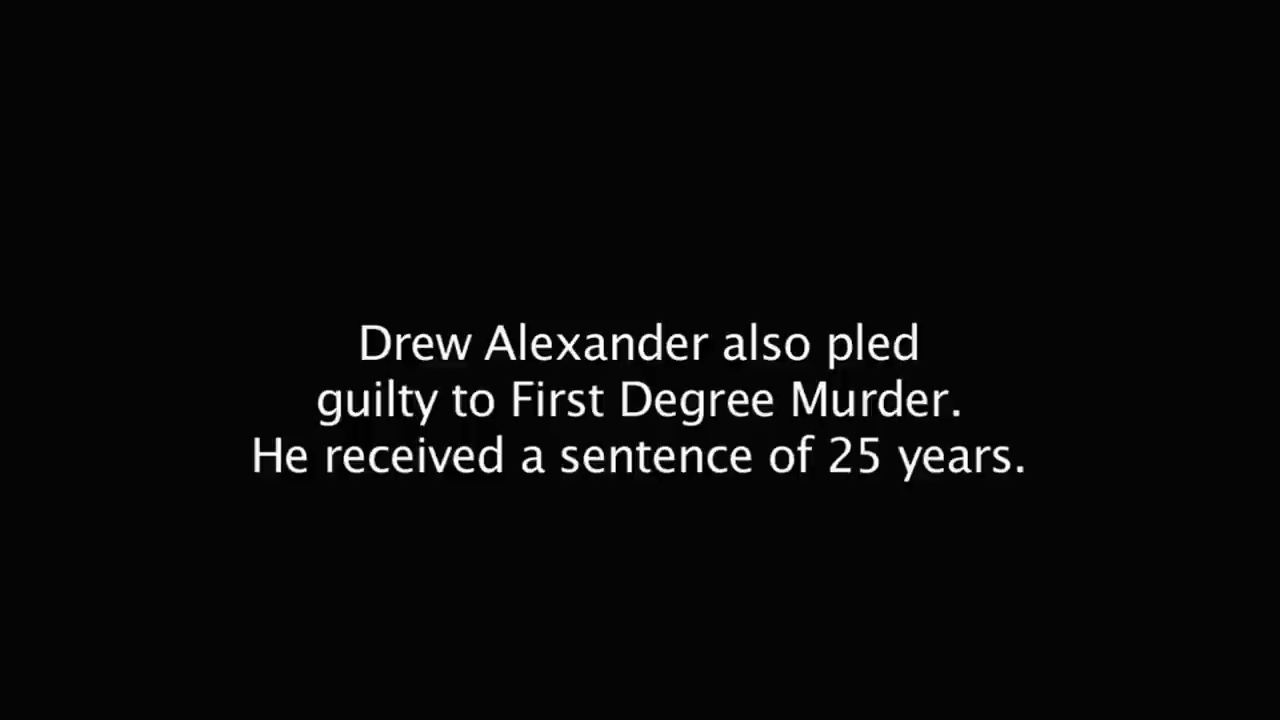 Drew Alexander also pled
guilty to First Degree Murder.
He received a sentence of 25 years.